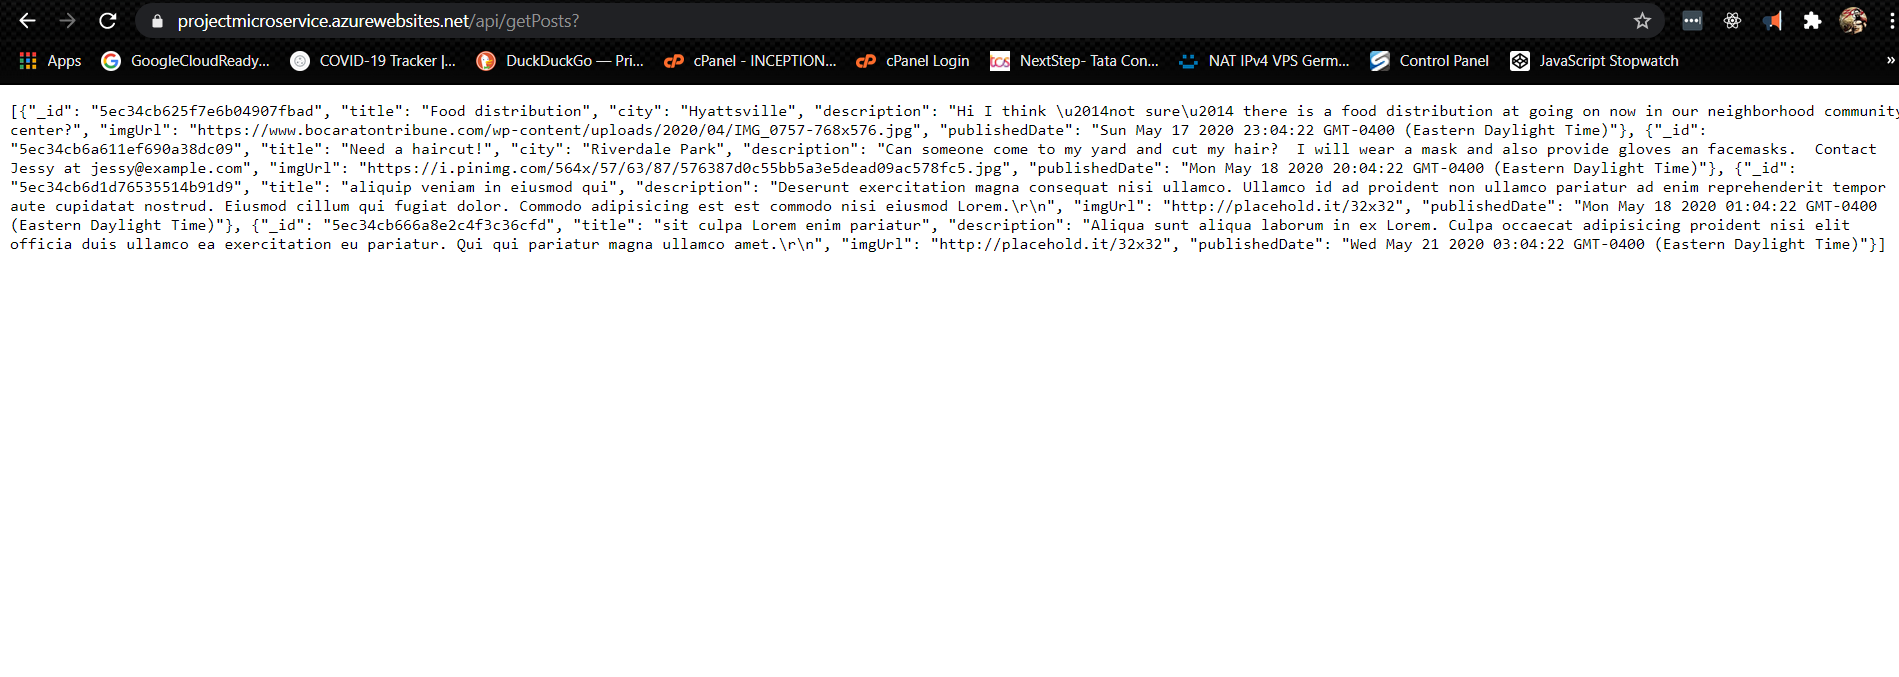 projectmicroservice.azurewebsites.net/api/getPosts?
Apps GoogleCloudReady... COVID-19 Tracker |... DuckDuckGo — Pri... cPanel - INCEPTION... cPanel Login NextStep- Tata Con... NAT IPv4 VPS Germ... Control Panel JavaScript Stopwatch »
[{"_id": "5ec34cb625f7e6b04907fbad", "title": "Food distribution", "city": "Hyattsville", "description": "Hi I think \u2014not sure\u2014 there is a food distribution at going on now in our neighborhood community
center?", "imgUrl": "https://www.bocaratontribune.com/wp-content/uploads/2020/04/IMG_0757-768x576.jpg", "publishedDate": "Sun May 17 2020 23:04:22 GMT-0400 (Eastern Daylight Time)"}, {"_id":
"5ec34cb6a611ef690a38dc09", "title": "Need a haircut!", "city": "Riverdale Park", "description": "Can someone come to my yard and cut my hair?  I will wear a mask and also provide gloves an facemasks.  Contact
Jessy at jessy@example.com", "imgUrl": "https://i.pinimg.com/564x/57/63/87/576387d0c55bb5a3e5dead09ac578fc5.jpg", "publishedDate": "Mon May 18 2020 20:04:22 GMT-0400 (Eastern Daylight Time)"}, {"_id":
"5ec34cb6d1d76535514b91d9", "title": "aliquip veniam in eiusmod qui", "description": "Deserunt exercitation magna consequat nisi ullamco. Ullamco id ad proident non ullamco pariatur ad enim reprehenderit tempor
aute cupidatat nostrud. Eiusmod cillum qui fugiat dolor. Commodo adipisicing est est commodo nisi eiusmod Lorem.\r\n", "imgUrl": "http://placehold.it/32x32", "publishedDate": "Mon May 18 2020 01:04:22 GMT-0400
(Eastern Daylight Time)"}, {"_id": "5ec34cb666a8e2c4f3c36cfd", "title": "sit culpa Lorem enim pariatur", "description": "Aliqua sunt aliqua laborum in ex Lorem. Culpa occaecat adipisicing proident nisi elit
officia duis ullamco ea exercitation eu pariatur. Qui qui pariatur magna ullamco amet.\r\n", "imgUrl": "http://placehold.it/32x32", "publishedDate": "Wed May 21 2020 03:04:22 GMT-0400 (Eastern Daylight Time)"}]